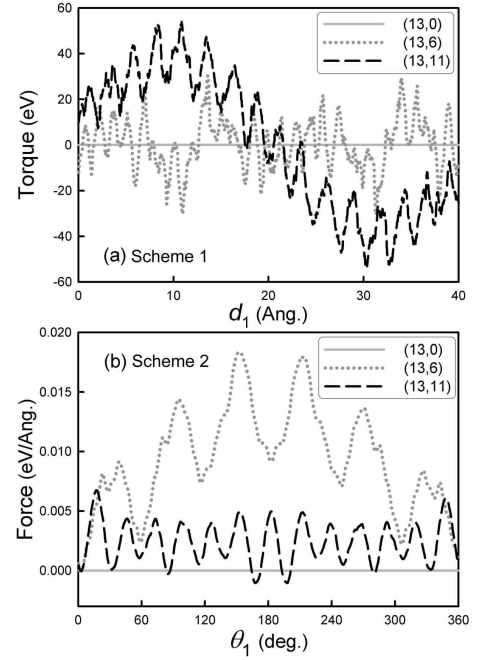 60
40
20
0
-20
-40
-60
Torque (eV)
(13,0)
(13,6)
(13,11)
(a) Scheme 1
0 10 20 30 40
d₁ (Ang.)
0.020
0.015
0.010
0.005
0.000
Force (eV/Ang.)
(b) Scheme 2
(13,0)
(13,6)
(13,11)
0 60 120 180 240 300 360
θ₁ (deg.)